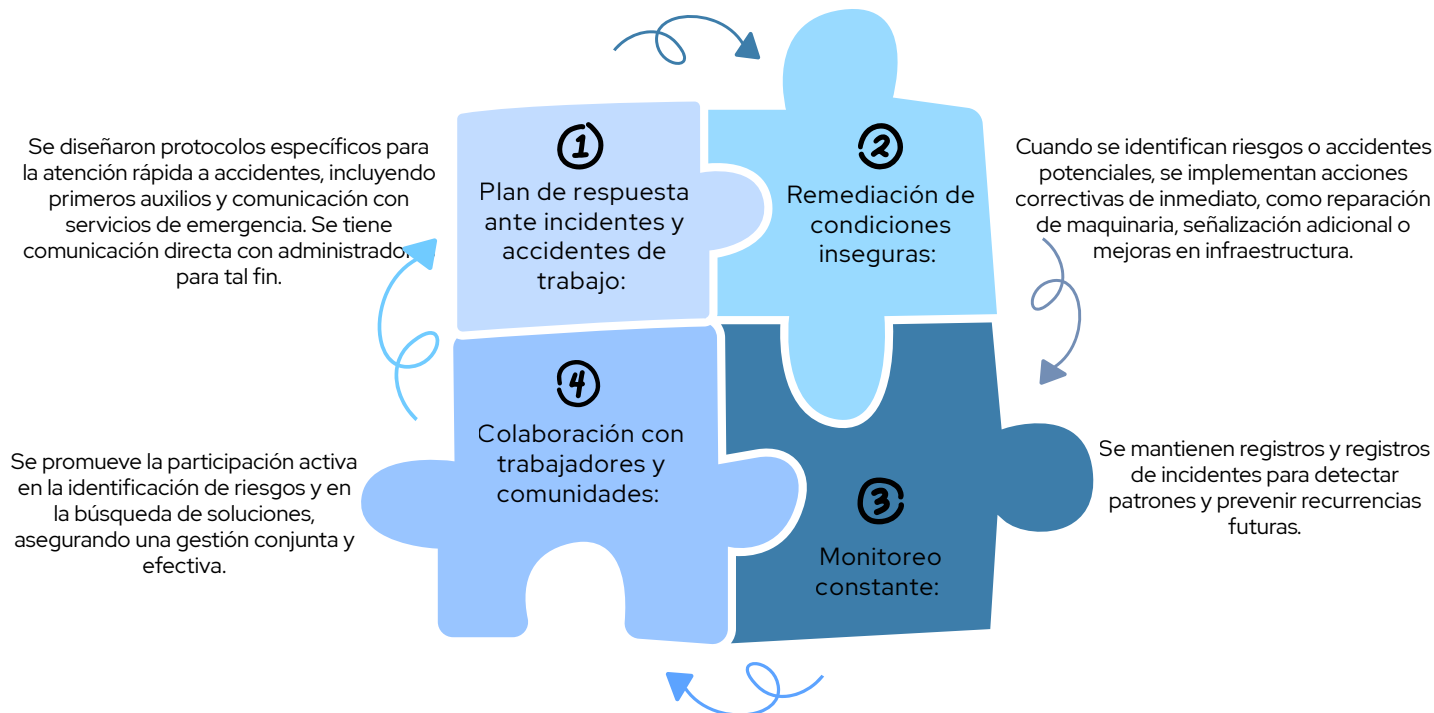 1
Plan de respuesta
ante incidentes y
accidentes de
trabajo:
Se diseñaron protocolos específicos para
la atención rápida a accidentes, incluyendo
primeros auxilios y comunicación con
servicios de emergencia. Se tiene
comunicación directa con
para tal fin.
2
Remediación de
condiciones
inseguras:
Cuando se identifican riesgos o accidentes
potenciales, se implementan acciones
correctivas de inmediato, como reparación
de maquinaria, señalización adicional o
mejoras en infraestructura.
3
Monitoreo
constante:
Se mantienen registros y registros
de incidentes para detectar
patrones y prevenir recurrencias
futuras.
4
Colaboración con
trabajadores y
comunidades:
Se promueve la participación activa
en la identificación de riesgos y en
la búsqueda de soluciones,
asegurando una gestión conjunta y
efectiva.